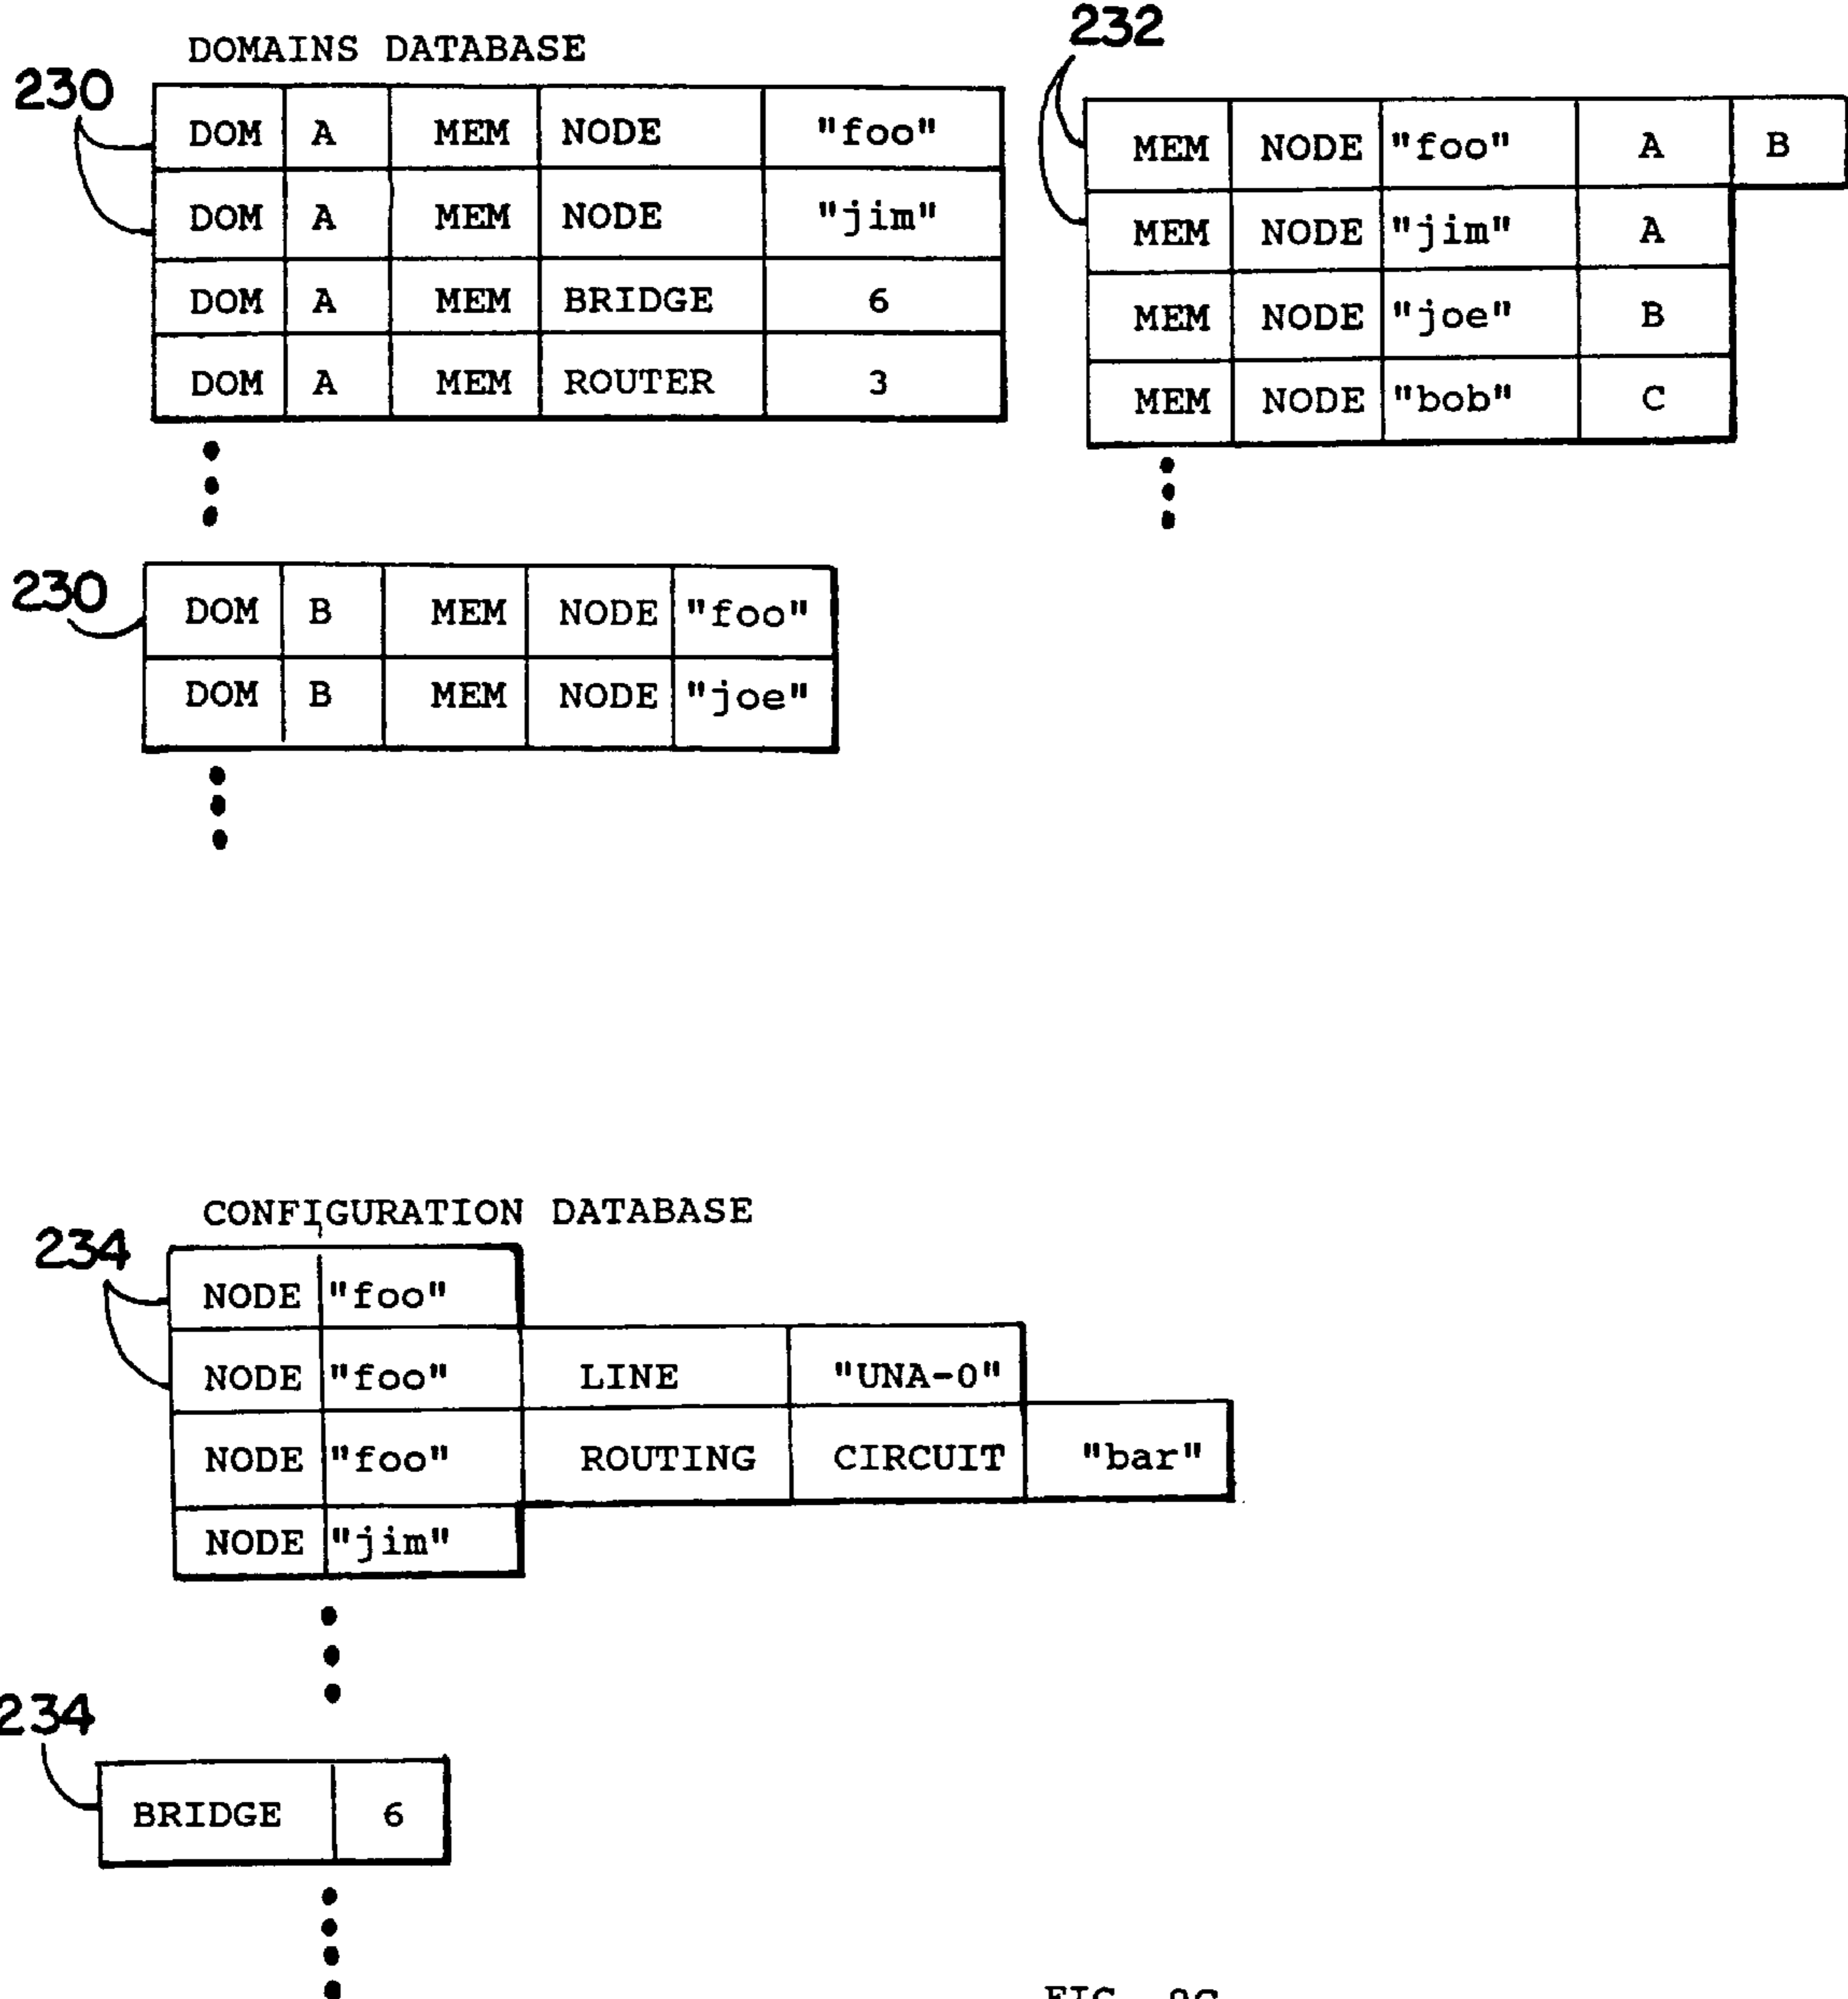 DOMAINS DATABASE
230
DOM A MEM NODE "foo"
DOM A MEM NODE "jim"
DOM A MEM BRIDGE 6
DOM A MEM ROUTER 3
232
MEM NODE "foo" A B
MEM NODE "jim" A
MEM NODE "joe" B
MEM NODE "bob" C
230
DOM B MEM NODE "foo"
DOM B MEM NODE "joe"
CONFIGURATION DATABASE
234
NODE "foo"
NODE "foo" LINE "UNA-0"
NODE "foo" ROUTING CIRCUIT "bar"
NODE "jim"
234
BRIDGE 6